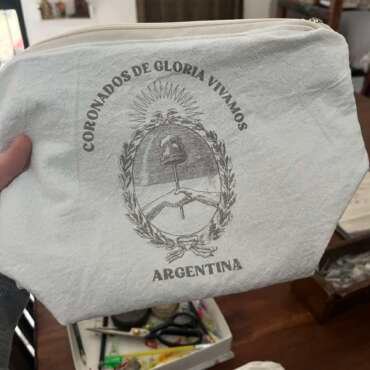 CORONADOS DE GLORIA VIVAMOS
ARGENTINA